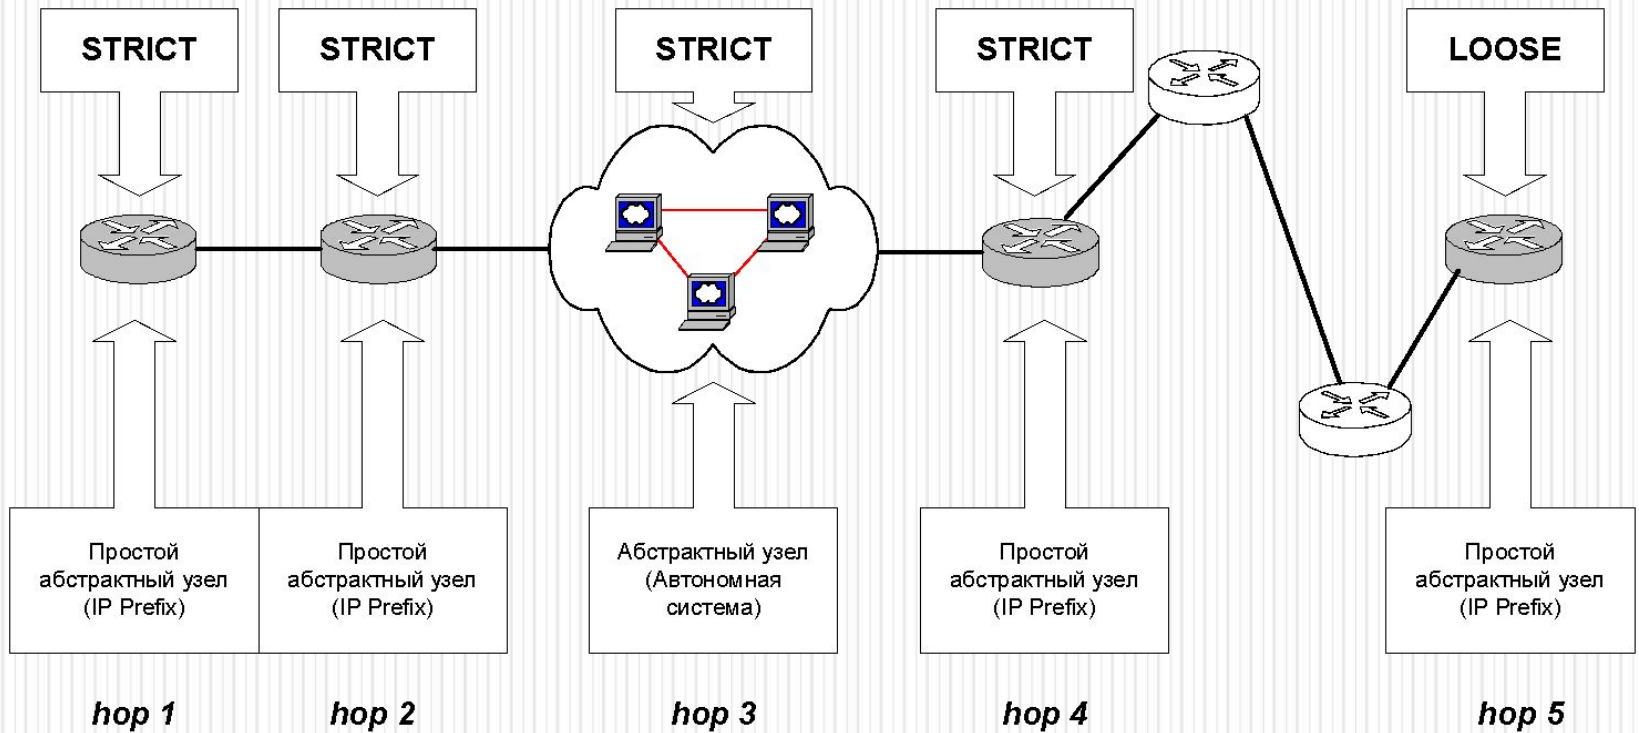 STRICT
STRICT
STRICT
STRICT
LOOSE
Простой
абстрактный узел
(IP Prefix)
Простой
абстрактный узел
(IP Prefix)
Абстрактный узел
(Автономная
система)
Простой
абстрактный узел
(IP Prefix)
Простой
абстрактный узел
(IP Prefix)
hop 1
hop 2
hop 3
hop 4
hop 5